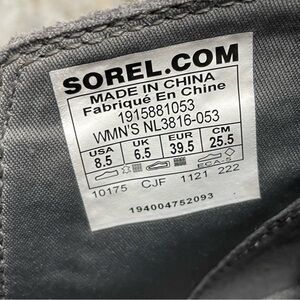 SOREL.COM
MADE IN CHINA
Fabriqué En Chine
1915881053
WMN'S NL3816-053
USA UK EUR CM
8.5 6.5 39.5 25.5
10175 CJF 1121 222
194004752093